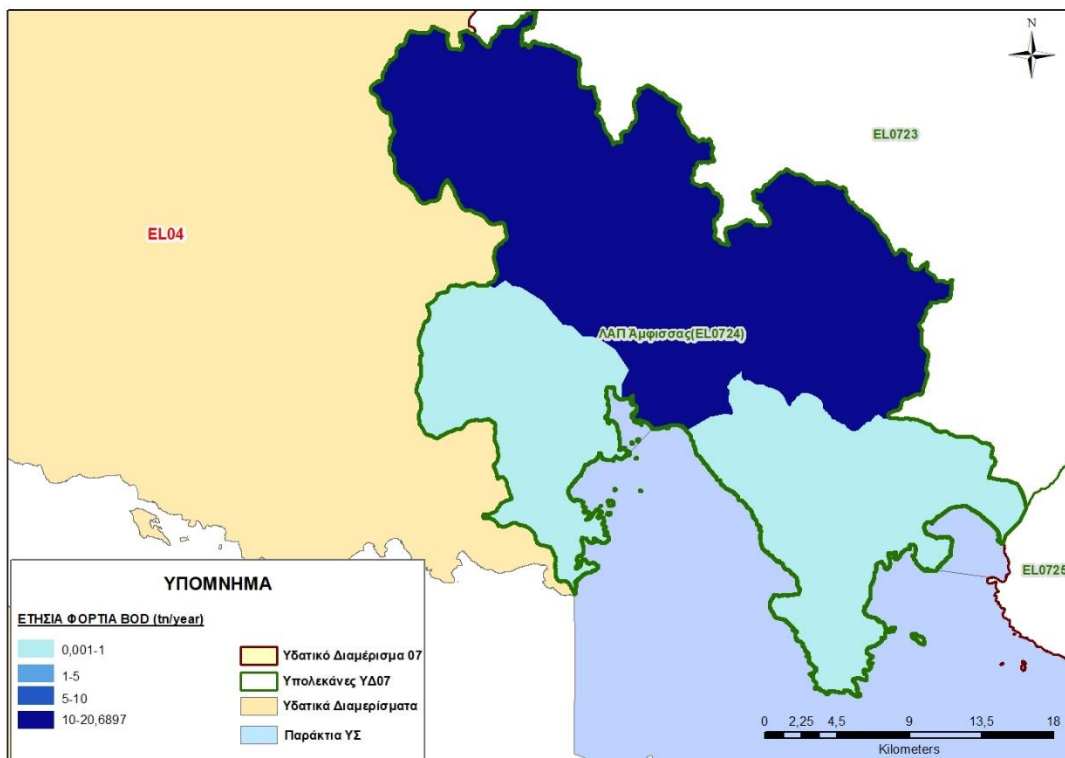 N
EL0723
EL04
ΛΑΠ Άμφισσας(EL0724)
EL0725
ΥΠΟΜΝΗΜΑ
ΕΤΗΣΙΑ ΦΟΡΤΙΑ BOD (tn/year)
0,001-1
1-5
5-10
10-20,6897
Υδατικό Διαμέρισμα 07
Υπολεκάνες ΥΔ07
Υδατικά Διαμερίσματα
Παράκτια ΥΣ
0 2,25 4,5 9 13,5 18
Kilometers